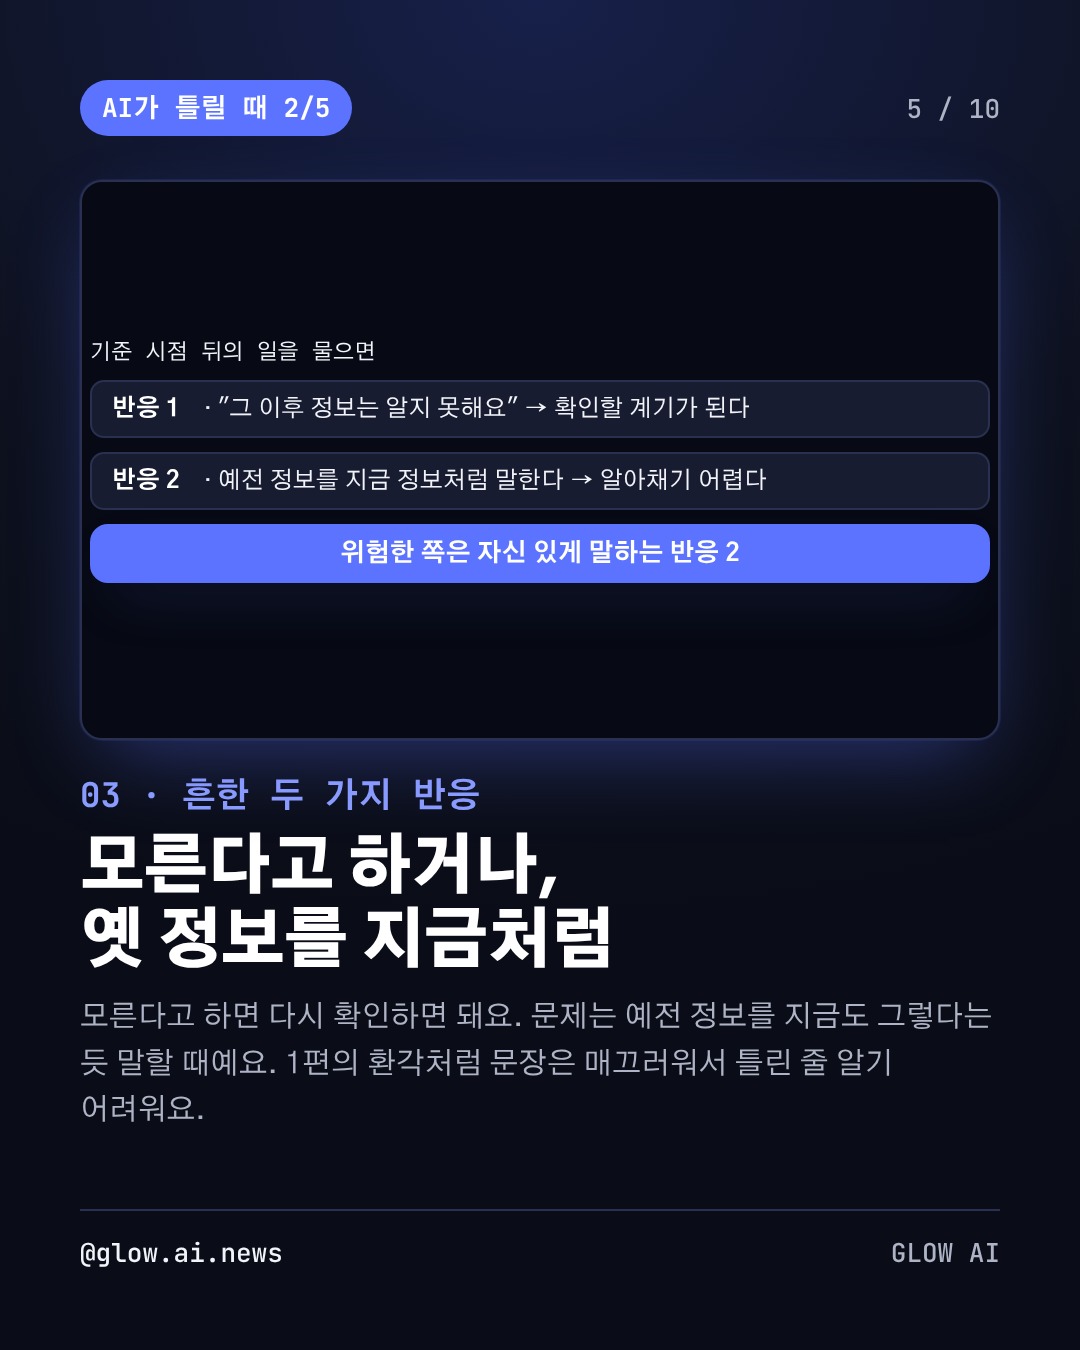 AI가 틀릴 때 2/5
5 / 10
기준 시점 뒤의 일을 물으면
반응 1 · "그 이후 정보는 알지 못해요" → 확인할 계기가 된다
반응 2 · 예전 정보를 지금 정보처럼 말한다 → 알아채기 어렵다
위험한 쪽은 자신 있게 말하는 반응 2
03 · 흔한 두 가지 반응
모른다고 하거나,
옛 정보를 지금처럼
모른다고 하면 다시 확인하면 돼요. 문제는 예전 정보를 지금도 그렇다는
듯 말할 때예요. 1편의 환각처럼 문장은 매끄러워서 틀린 줄 알기
어려워요.
@glow.ai.news
GLOW AI